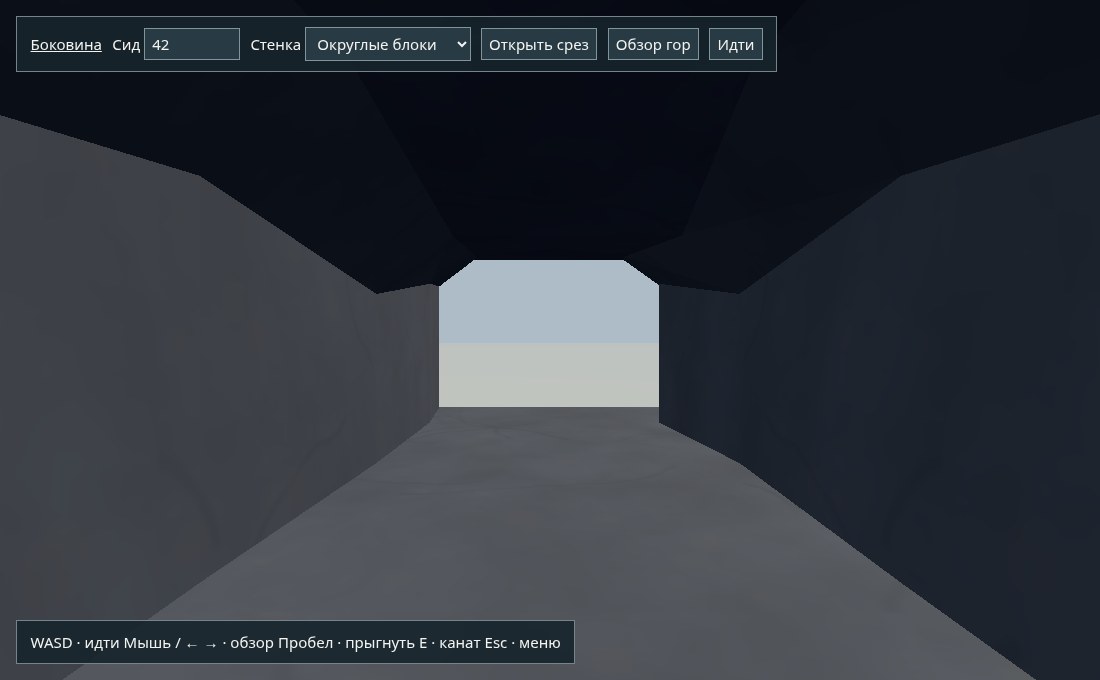 Боковина Сид 42 Стенка Округлые блоки Открыть срез Обзор гор Идти
WASD · идти Мышь / ← → · обзор Пробел · прыгнуть E · канат Esc · меню